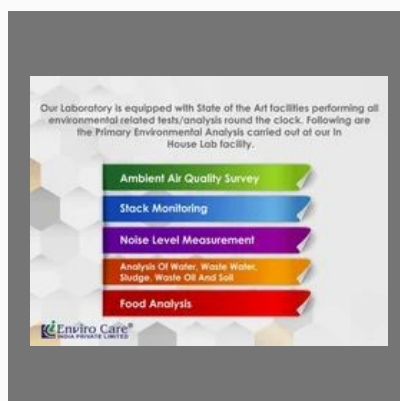 Our Laboratory is equipped with State of the Art facilities performing all
environmental related tests/analysis round the clock. Following are
the Primary Environmental Analysis carried out at our In
House Lab facility.
Ambient Air Quality Survey
Stack Monitoring
Noise Level Measurement
Analysis Of Water, Waste Water,
Sludge, Waste Oil And Soil
Food Analysis
Enviro Care®
INDIA PRIVATE LIMITED